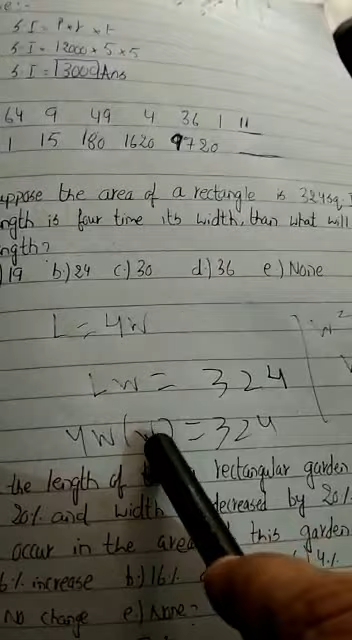 S.I = P*r*t
S.I = 12000 * 5 * 5
S.I = 3000 Ans
64 9 49 4 36 1 11
1 15 180 1620 9720
uppose the area of a rectangle is 324sq.
ngth is four time its width, than what will
ngth?
19 b:) 24 c:) 30 d:) 36 e:) None
L = 4W
LW = 324
4W(W) = 324
W²
the length of rectangular garden
20% and width decreased by 20%
occur in the area this garden
6% increase b:) 16% 4%
No change e:) None: